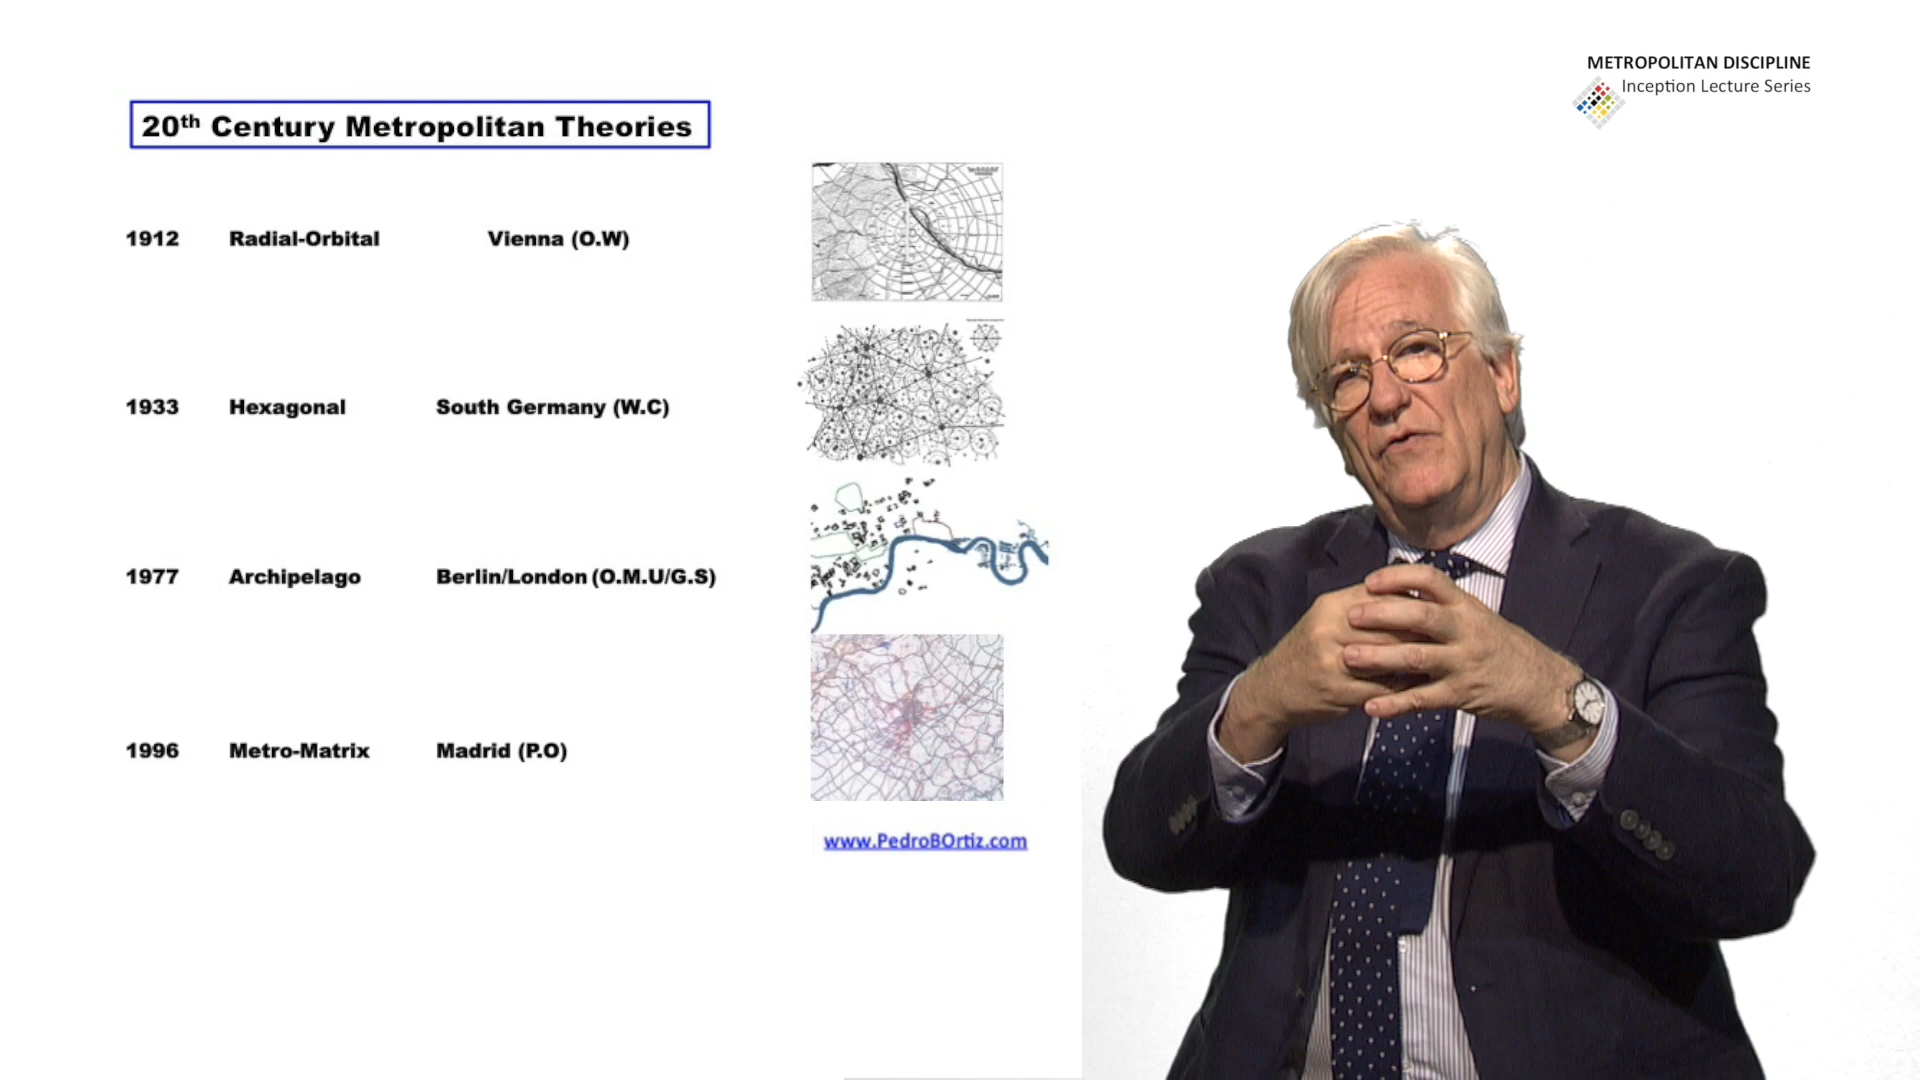 METROPOLITAN DISCIPLINE
Inception Lecture Series
20th Century Metropolitan Theories
1912 Radial-Orbital Vienna (O.W)
1933 Hexagonal South Germany (W.C)
1977 Archipelago Berlin/London (O.M.U/G.S)
1996 Metro-Matrix Madrid (P.O)
www.PedroBOrtiz.com